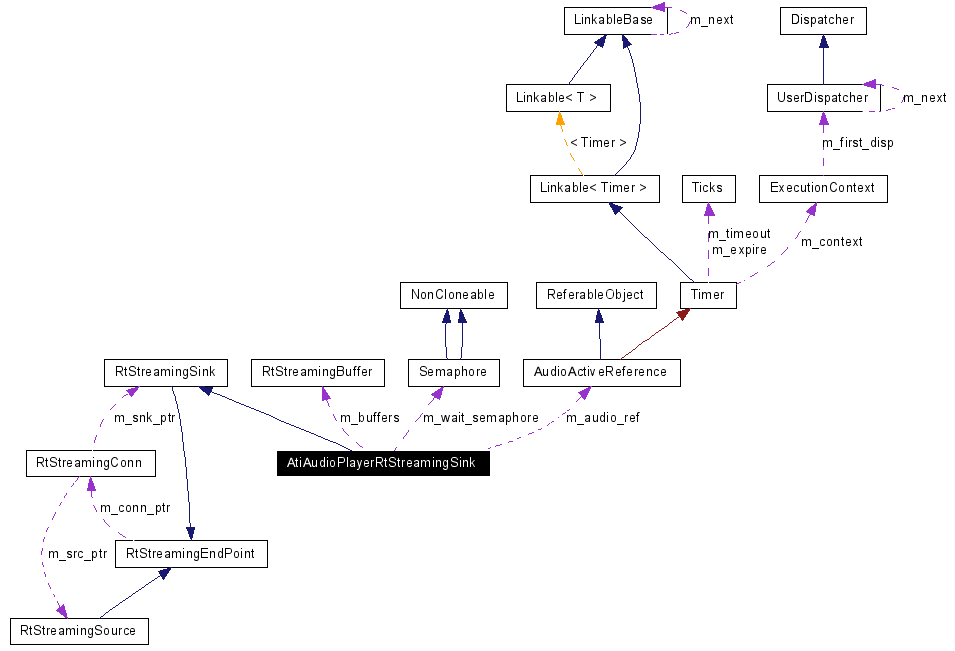 LinkableBase
m_next
Dispatcher
Linkable< T >
UserDispatcher
m_next
< Timer >
m_first_disp
Linkable< Timer >
Ticks
ExecutionContext
m_timeout
m_expire
m_context
NonCloneable
ReferableObject
Timer
RtStreamingSink
RtStreamingBuffer
Semaphore
AudioActiveReference
m_snk_ptr
m_buffers
m_wait_semaphore
m_audio_ref
RtStreamingConn
AtiAudioPlayerRtStreamingSink
m_conn_ptr
m_src_ptr
RtStreamingEndPoint
RtStreamingSource